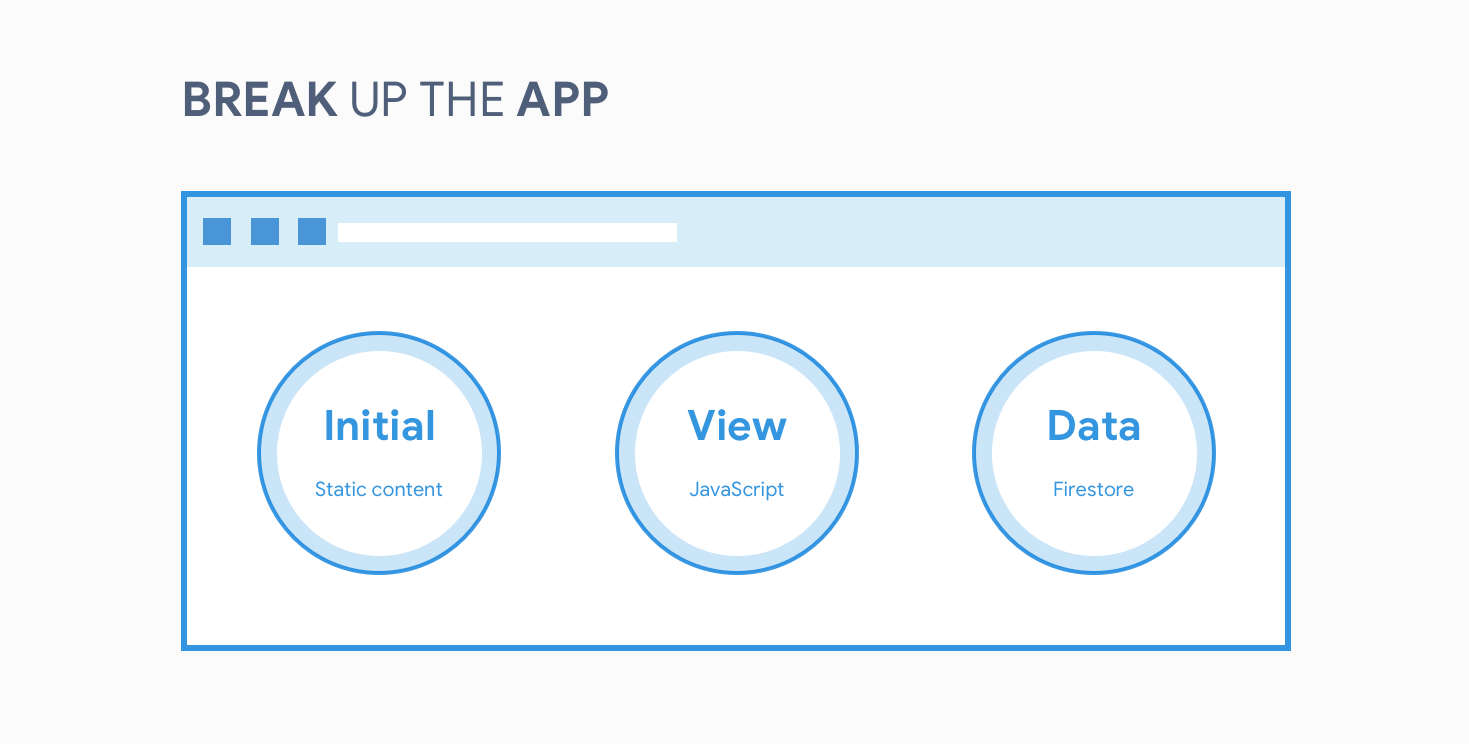 BREAK UP THE APP
Initial
Static content
View
JavaScript
Data
Firestore